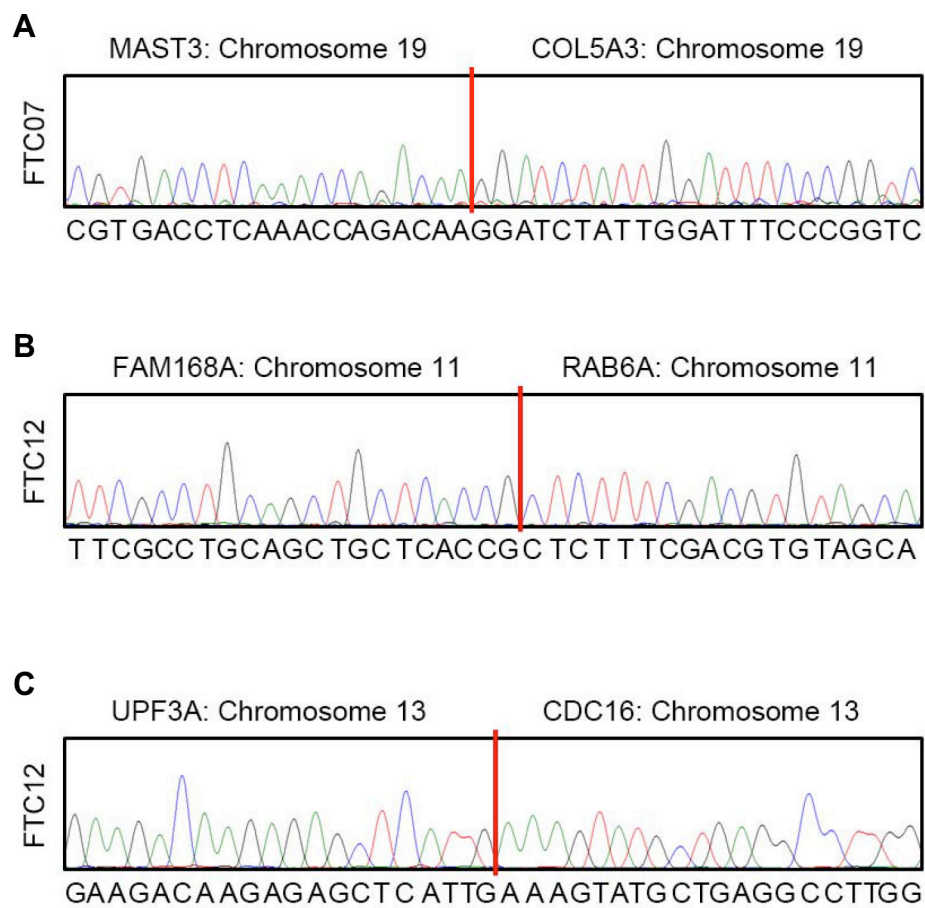 A
MAST3: Chromosome 19 COL5A3: Chromosome 19
FTC07
CGTGACCTCAAACCAGACAAGGATCTATTGGATTTCCCGGTC
B
FAM168A: Chromosome 11 RAB6A: Chromosome 11
FTC12
TTCGCCTGCAGCTGCTCACCGCTCTTTCGACGTGTAGCA
C
UPF3A: Chromosome 13 CDC16: Chromosome 13
FTC12
GAAGACAAGAGAGCTCATTGAAAGTATGCTGAGGCCTTGG